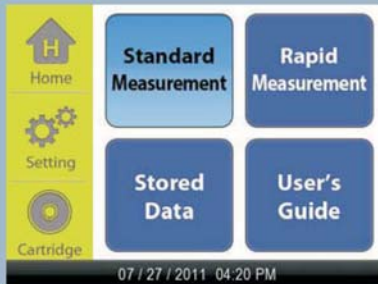 H
Home
Setting
Cartridge
Standard
Measurement
Rapid
Measurement
Stored
Data
User's
Guide
07 / 27 / 2011 04:20 PM